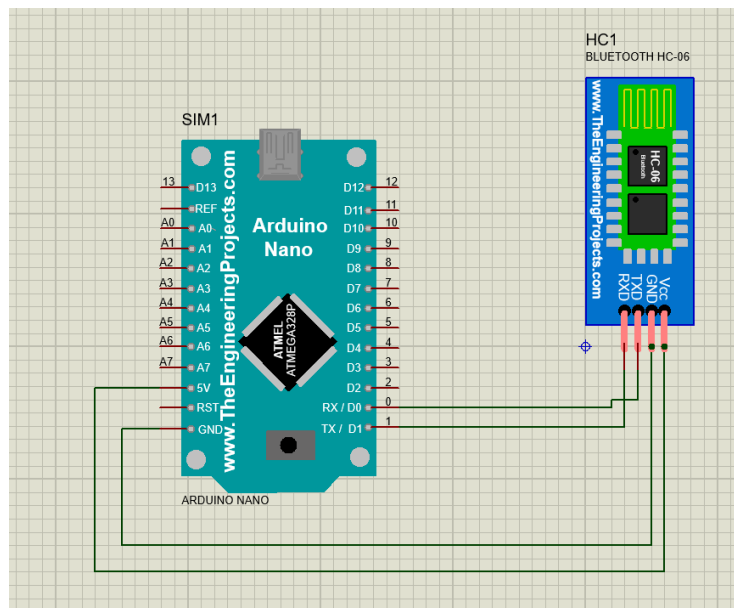 HC1
BLUETOOTH HC-06
www.TheEngineeringProjects.com
HC-06
Bluetooth
RXD
TXD
GND
Vcc
SIM1
www.TheEngineeringProjects.com
Arduino
Nano
ATMEL
ATMEGA328P
13 D13
REF
A0 A0
A1 A1
A2 A2
A3 A3
A4 A4
A5 A5
A6 A6
A7 A7
5V
RST
GND
D12 12
D11 11
D10 10
D9 9
D8 8
D7 7
D6 6
D5 5
D4 4
D3 3
D2 2
RX / D0 0
TX / D1 1
ARDUINO NANO